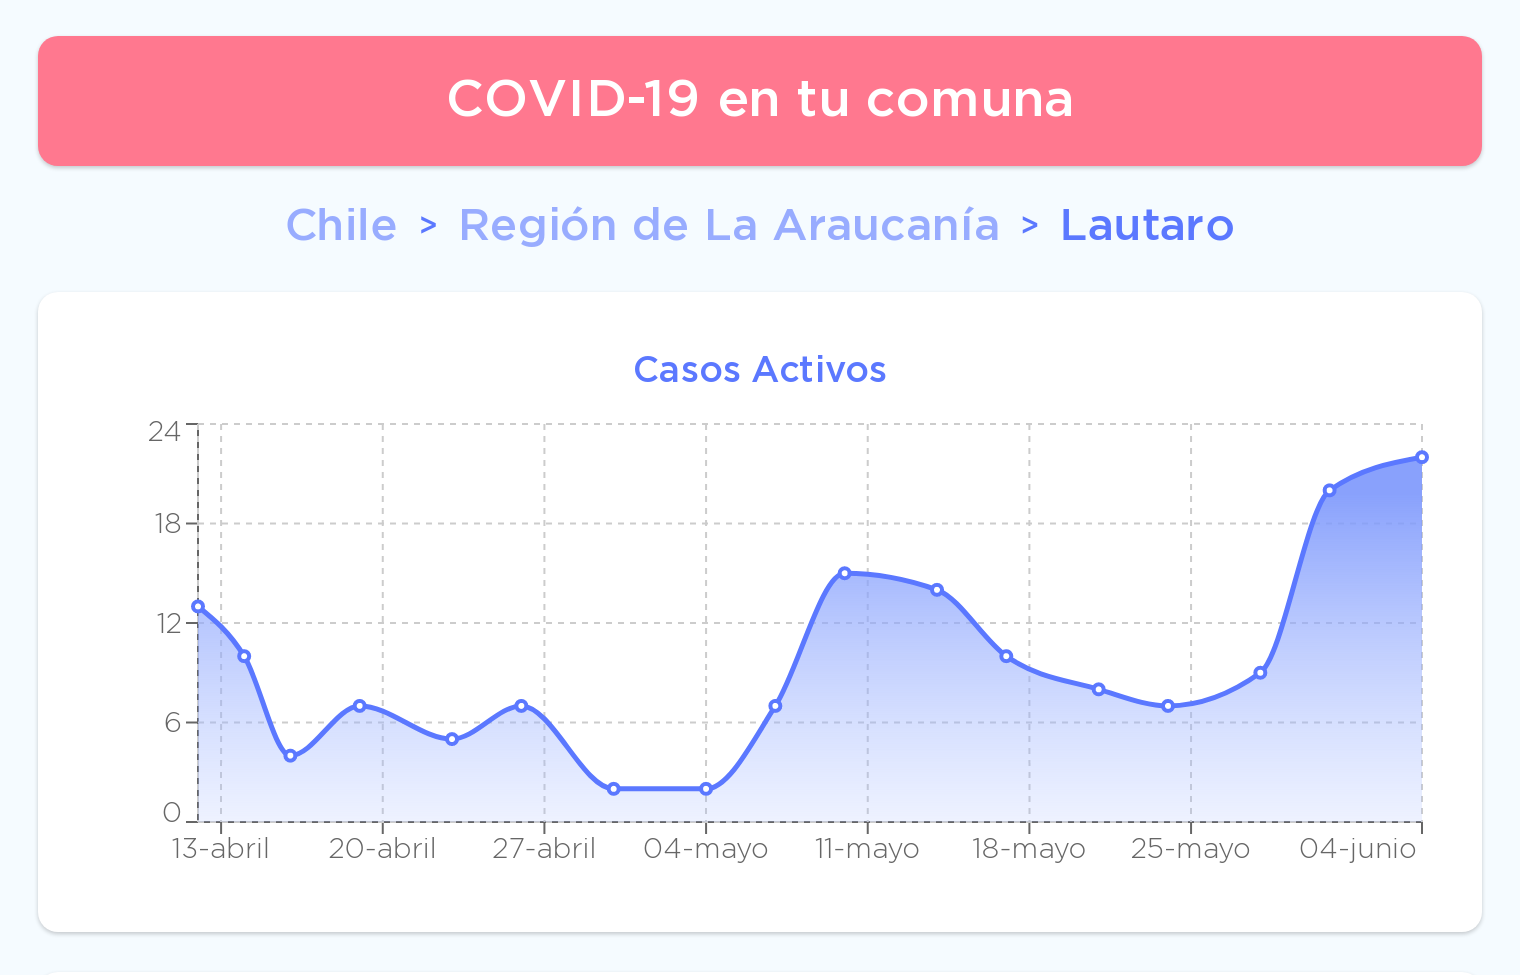 COVID-19 en tu comuna
Chile > Región de La Araucanía > Lautaro
Casos Activos
24
18
12
6
0
13-abril 20-abril 27-abril 04-mayo 11-mayo 18-mayo 25-mayo 04-junio